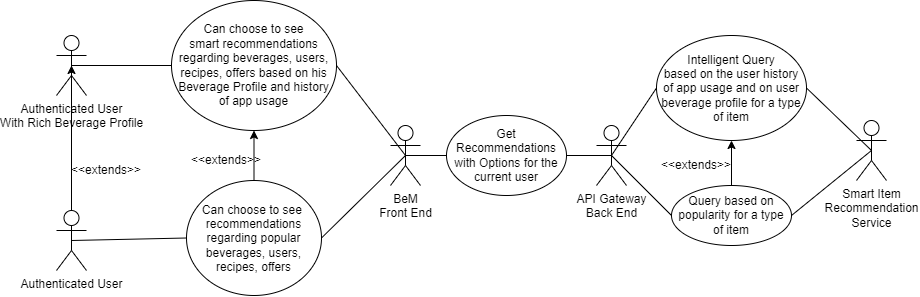 Can choose to see
smart recommendations
regarding beverages, users,
recipes, offers based on his
Beverage Profile and history
of app usage
Authenticated User
With Rich Beverage Profile
<<extends>>
<<extends>>
Can choose to see
recommendations
regarding popular
beverages, users,
recipes, offers
Authenticated User
BeM
Front End
Get
Recommendations
with Options for the
current user
API Gateway
Back End
Intelligent Query
based on the user history
of app usage and on user
beverage profile for a type
of item
<<extends>>
Query based on
popularity for a type
of item
Smart Item
Recommendation
Service